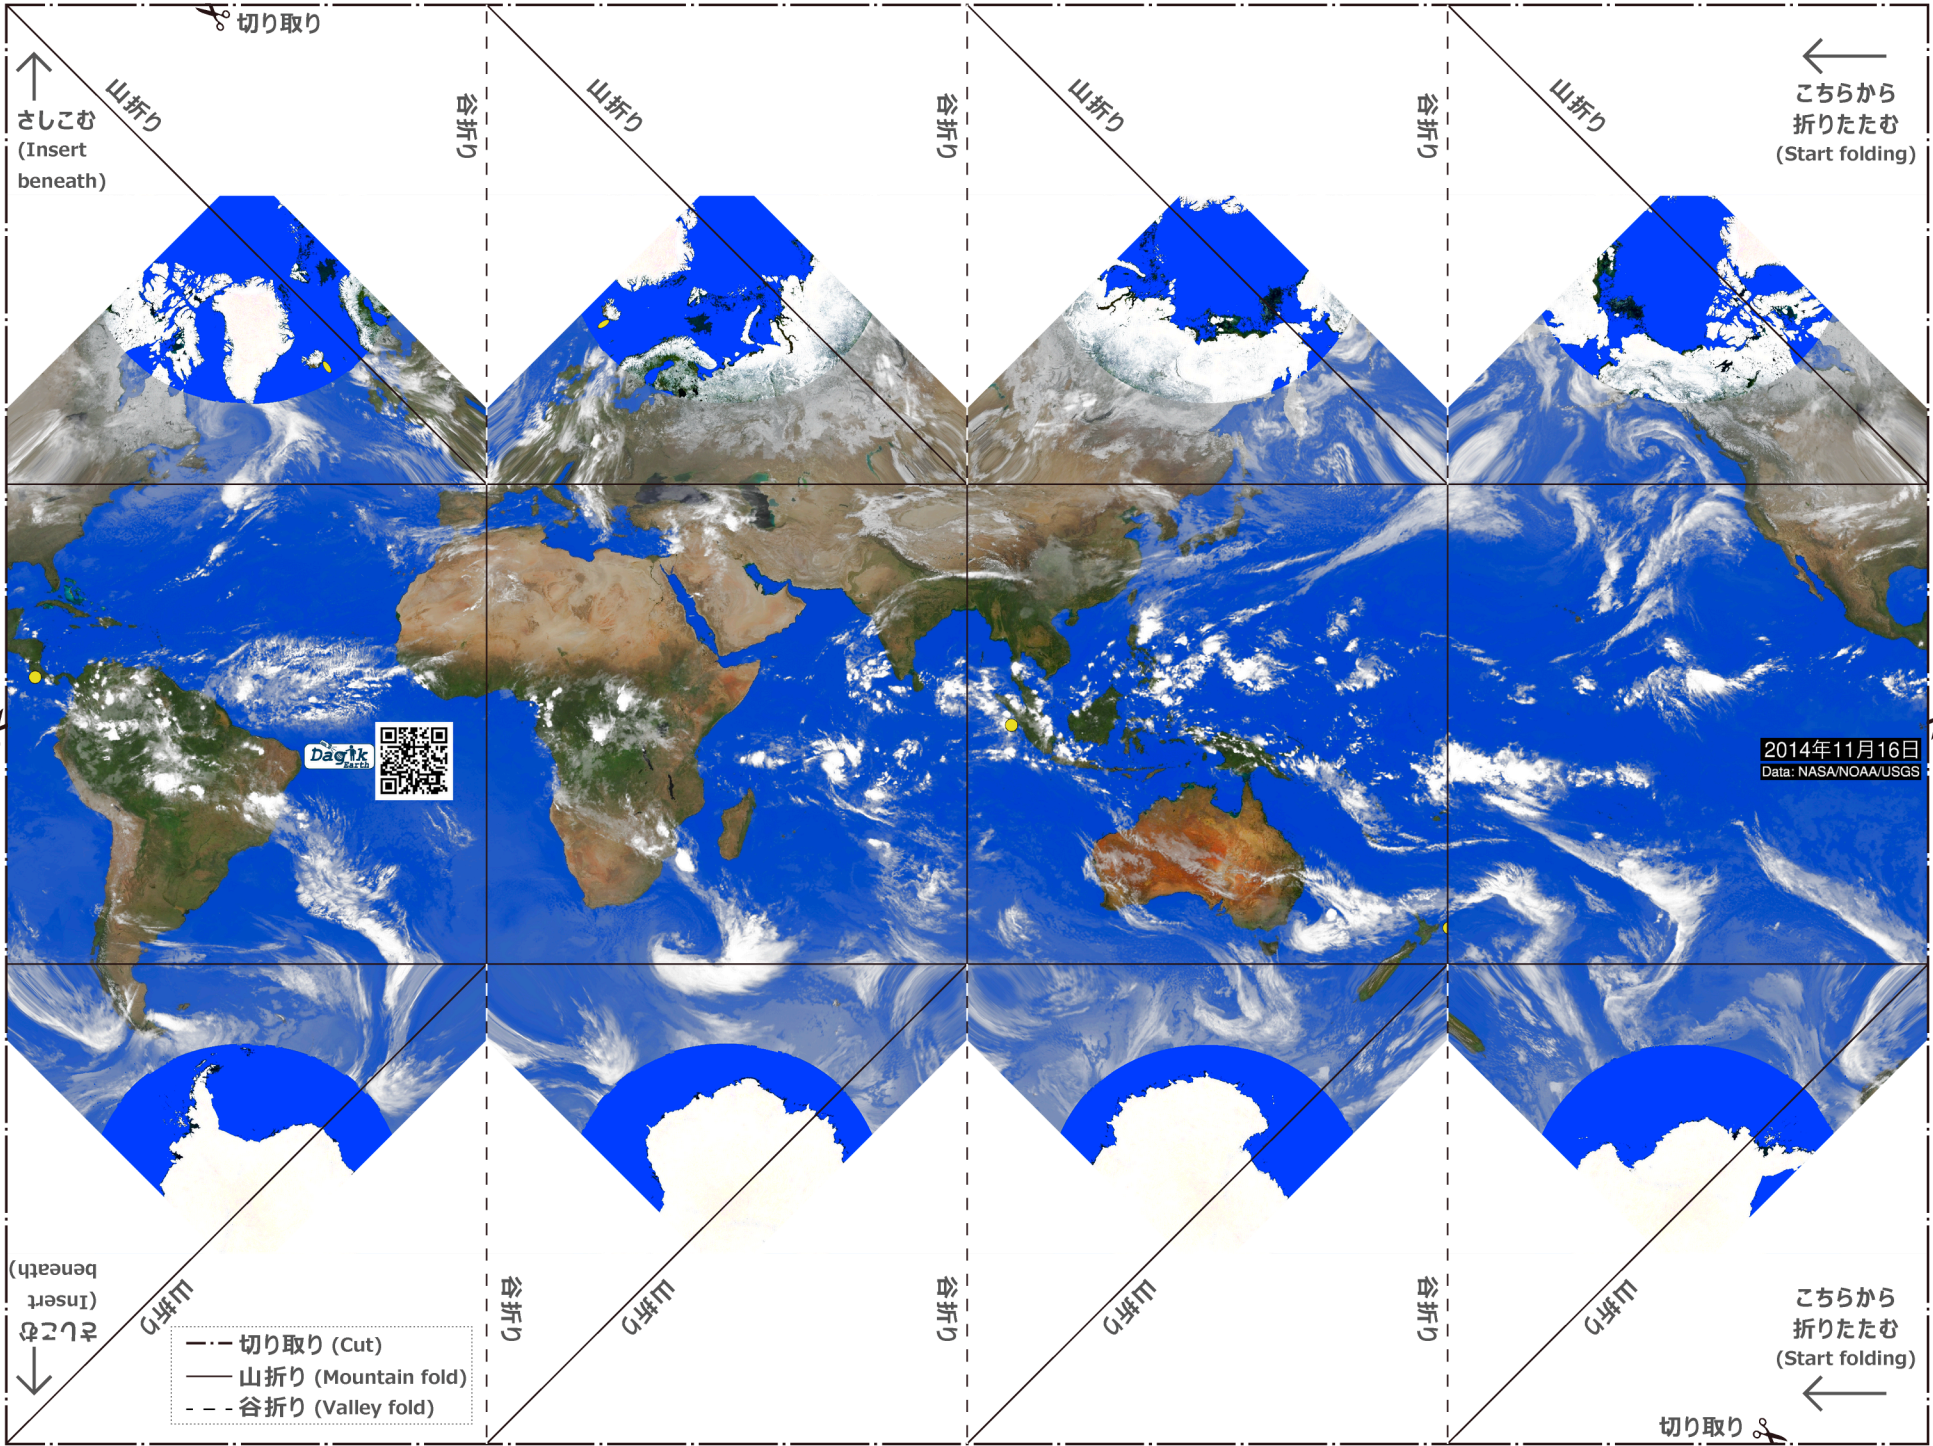 切り取り
山折り
谷折り
山折り
谷折り
山折り
谷折り
山折り
さしこむ
(Insert
beneath)
こちらから
折りたたむ
(Start folding)
Dagik
Earth
2014年11月16日
Data: NASA/NOAA/USGS
さしこむ
(Insert
beneath)
山折り
谷折り
山折り
谷折り
山折り
谷折り
山折り
切り取り (Cut)
山折り (Mountain fold)
谷折り (Valley fold)
こちらから
折りたたむ
(Start folding)
切り取り